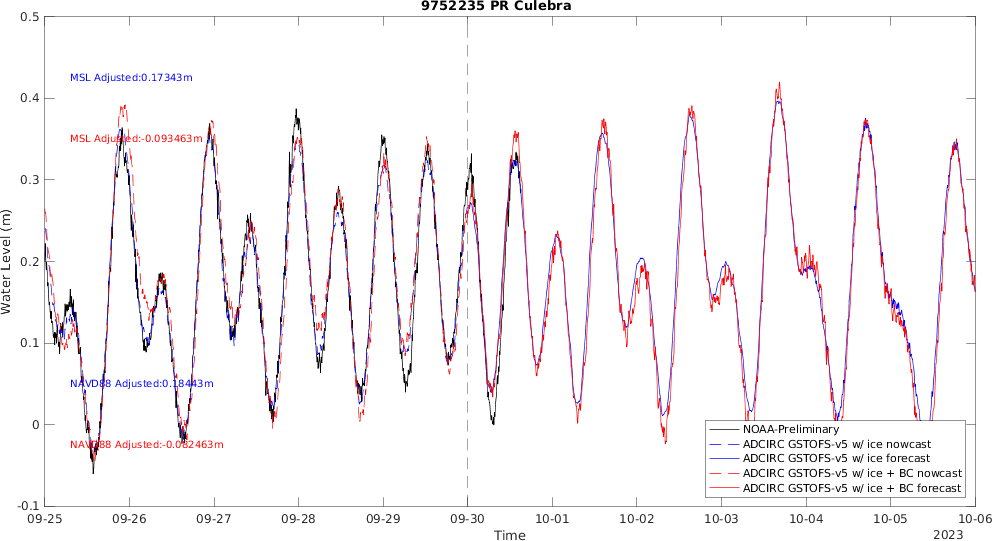 9752235 PR Culebra
0.5
0.4
0.3
0.2
0.1
0
-0.1
Water Level (m)
MSL Adjusted:0.17343m
MSL Adjusted:-0.093463m
NAVD88 Adjusted:0.18443m
NAVD88 Adjusted:-0.082463m
NOAA-Preliminary
ADCIRC GSTOFS-v5 w/ ice nowcast
ADCIRC GSTOFS-v5 w/ ice forecast
ADCIRC GSTOFS-v5 w/ ice + BC nowcast
ADCIRC GSTOFS-v5 w/ ice + BC forecast
09-25 09-26 09-27 09-28 09-29 09-30 10-01 10-02 10-03 10-04 10-05 10-06
Time
2023